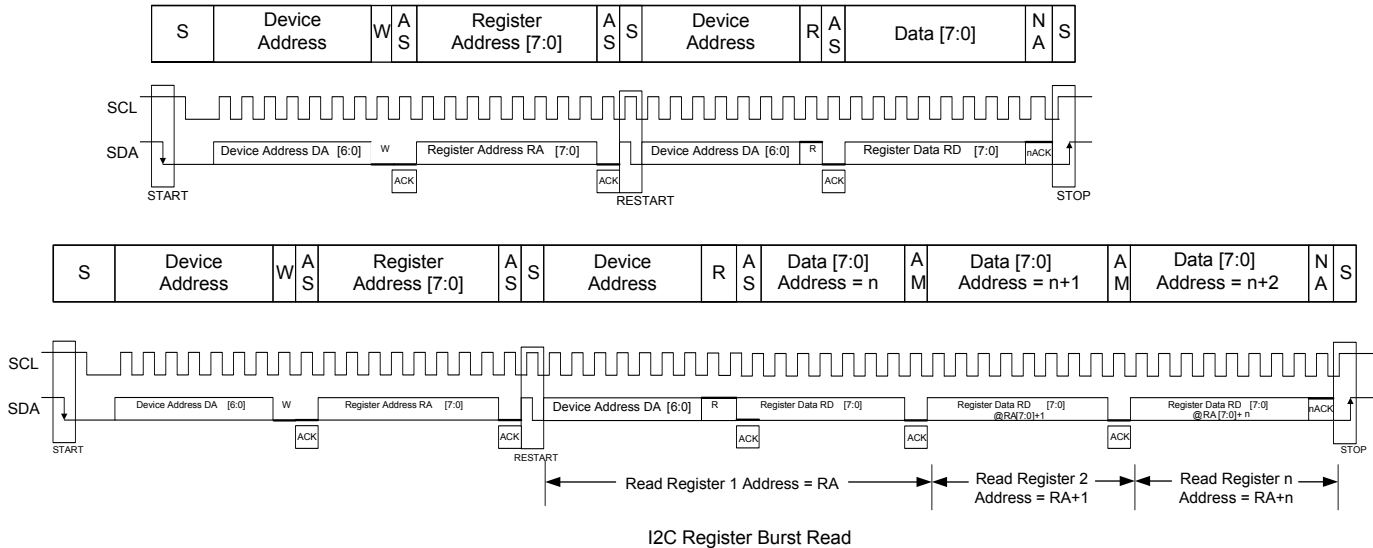 S
Device
Address
W
A
S
Register
Address [7:0]
A
S
S
Device
Address
R
A
S
Data [7:0]
N
A
S
SCL
SDA
Device Address DA [6:0]
W
Register Address RA [7:0]
Device Address DA [6:0]
R
Register Data RD [7:0]
nACK
ACK
ACK
ACK
START
RESTART
STOP
S
Device
Address
W
A
S
Register
Address [7:0]
A
S
S
Device
Address
R
A
S
Data [7:0]
Address = n
A
M
Data [7:0]
Address = n+1
A
M
Data [7:0]
Address = n+2
N
A
S
SCL
SDA
Device Address DA [6:0]
W
Register Address RA [7:0]
Device Address DA [6:0]
R
Register Data RD [7:0]
Register Data RD [7:0]
@RA[7:0]+1
Register Data RD [7:0]
@RA[7:0]+ n
nACK
ACK
ACK
ACK
ACK
ACK
START
RESTART
STOP
Read Register 1 Address = RA
Read Register 2
Address = RA+1
Read Register n
Address = RA+n
I2C Register Burst Read